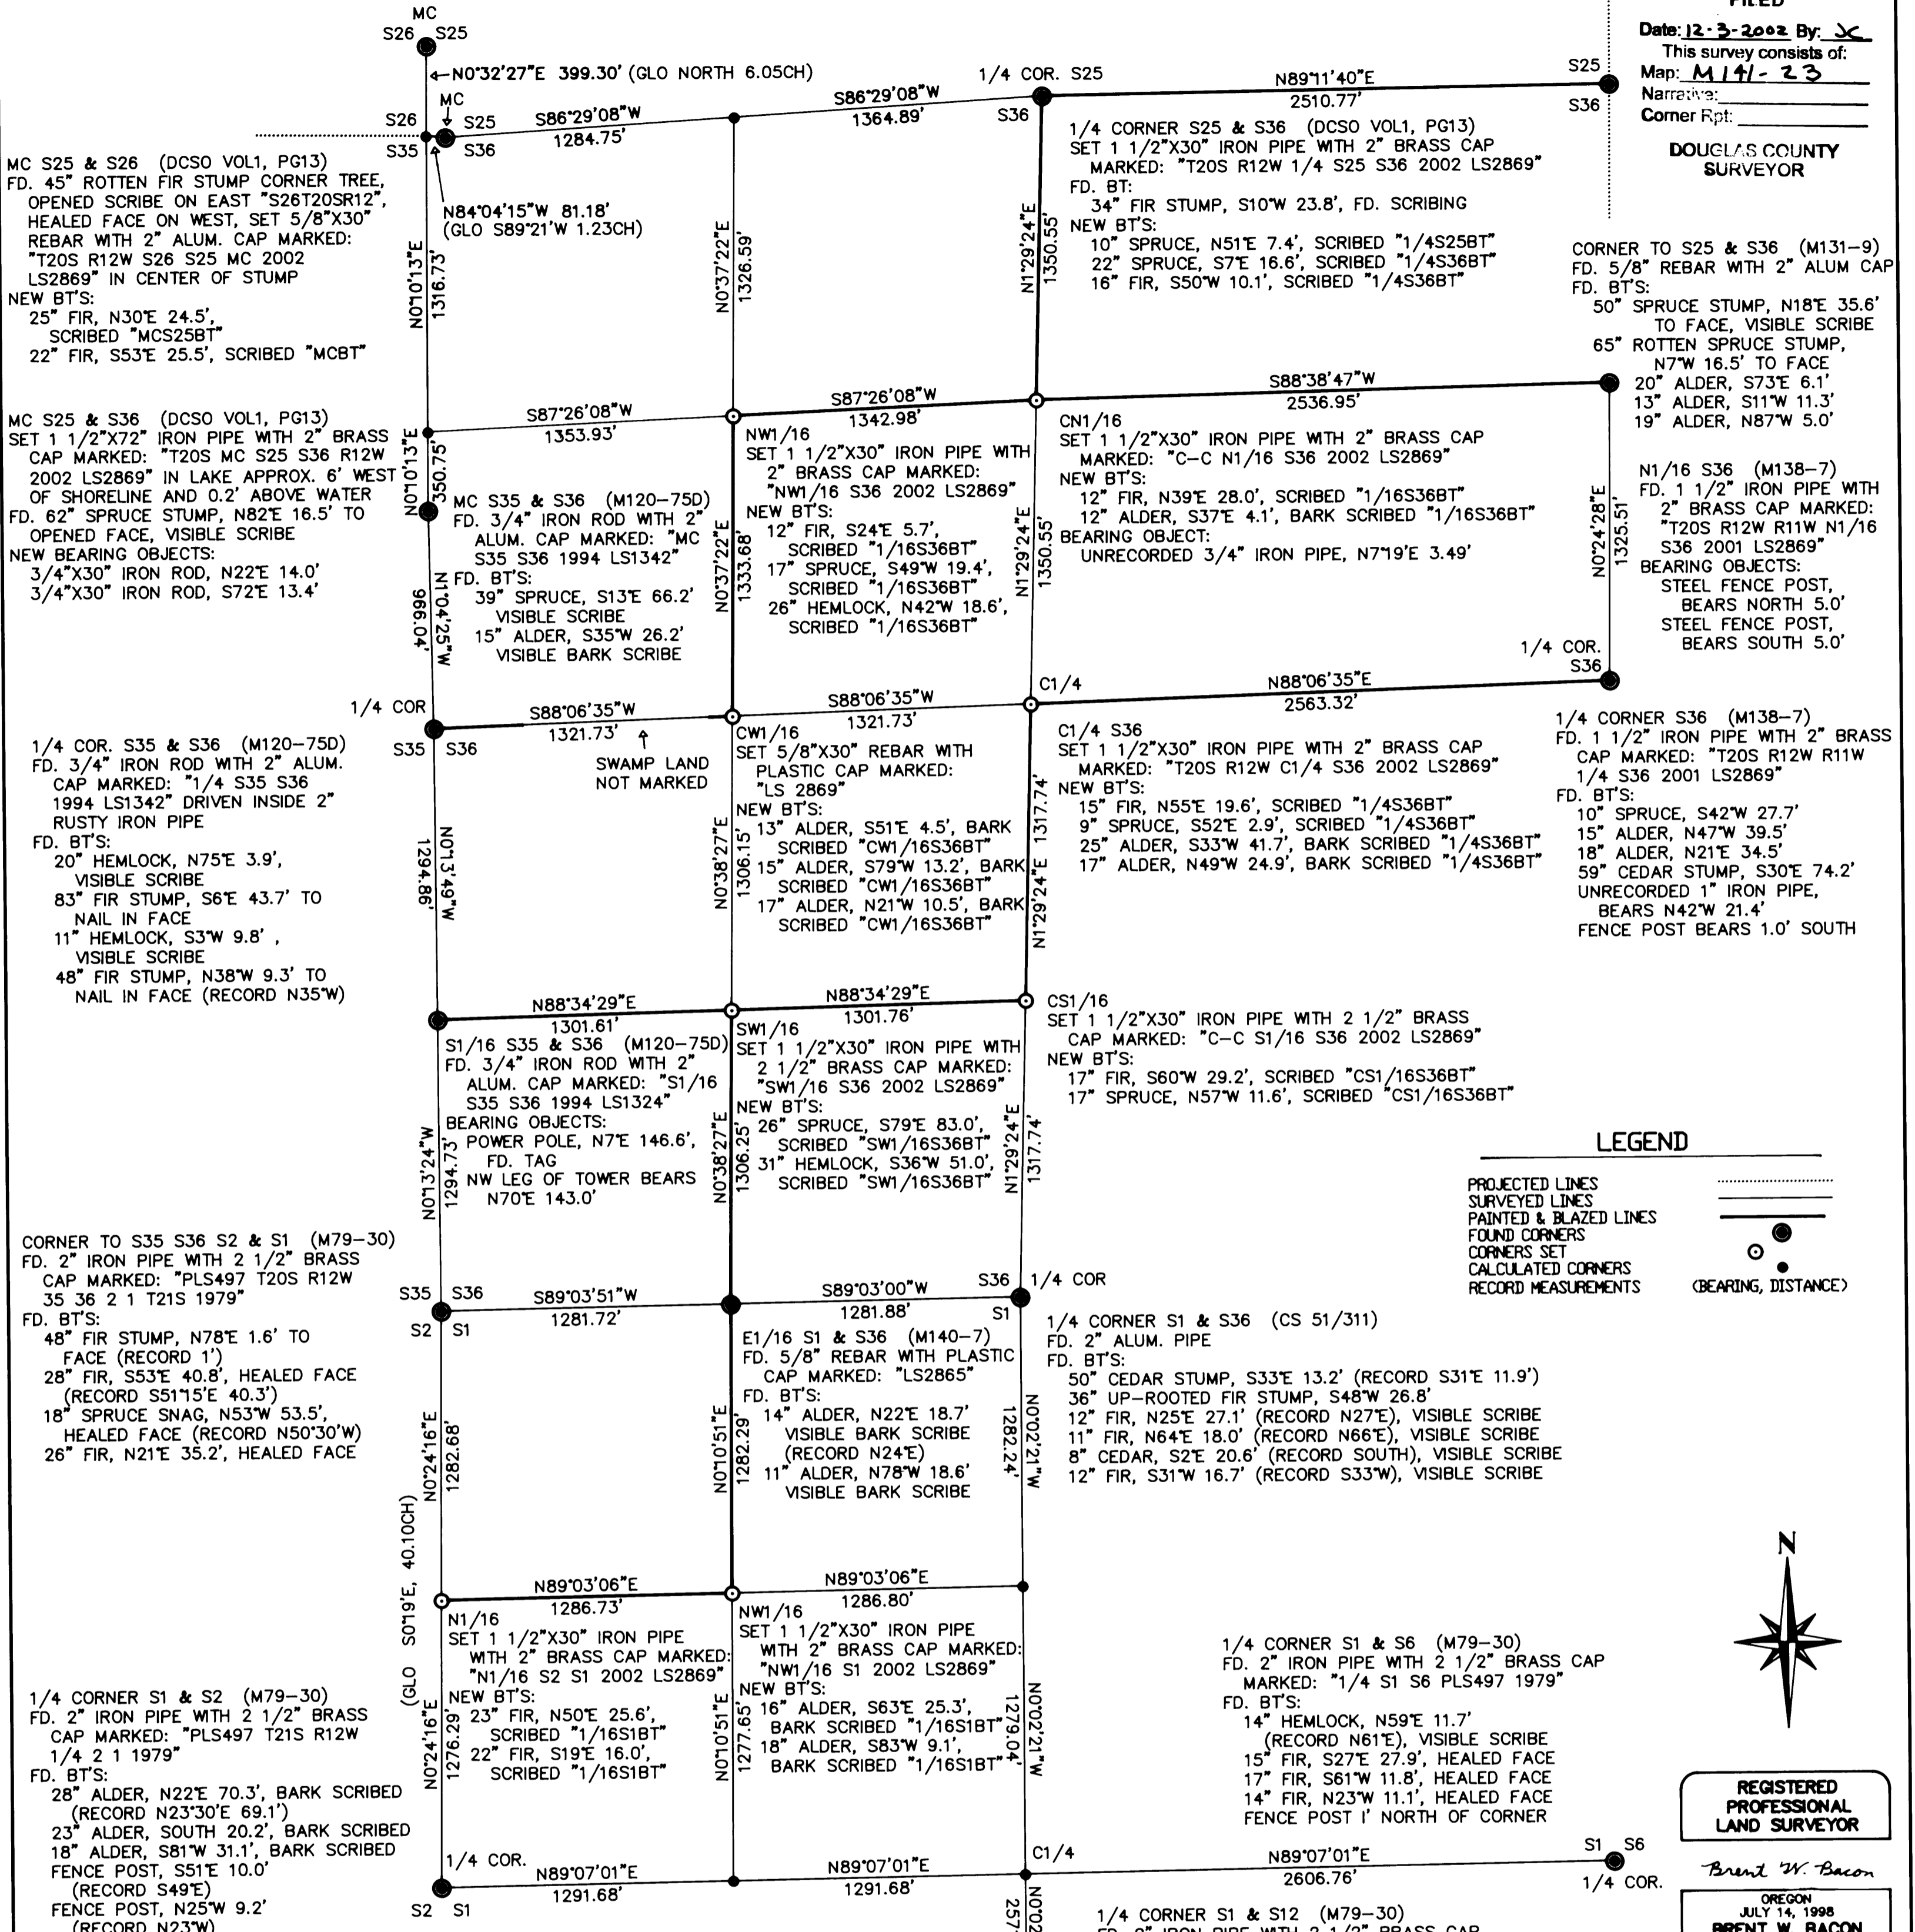 MC
S26 S25
N0°32'27"E 399.30' (GLO NORTH 6.05CH)
MC
S26 S25
S35 S36
S86°29'08"W
1284.75'
S86°29'08"W
1364.89'
1/4 COR. S25
S36
N89°11'40"E
2510.77'
S25
S36
FILED
Date: 12-3-2002 By: JC
This survey consists of:
Map: M141-23
Narrative:
Corner Rpt:
DOUGLAS COUNTY
SURVEYOR
MC S25 & S26 (DCSO VOL1, PG13)
FD. 45" ROTTEN FIR STUMP CORNER TREE,
OPENED SCRIBE ON EAST "S26T20SR12",
HEALED FACE ON WEST, SET 5/8"X30"
REBAR WITH 2" ALUM. CAP MARKED:
"T20S R12W S26 S25 MC 2002
LS2869" IN CENTER OF STUMP
NEW BT'S:
25" FIR, N30°E 24.5',
SCRIBED "MCS25BT"
22" FIR, S53°E 25.5', SCRIBED "MCBT"
N84°04'15"W 81.18'
(GLO S89°21'W 1.23CH)
N0°10'13"E
1316.73'
N0°37'22"E
1326.59'
N1°29'24"E
1350.55'
1/4 CORNER S25 & S36 (DCSO VOL1, PG13)
SET 1 1/2"X30" IRON PIPE WITH 2" BRASS CAP
MARKED: "T20S R12W 1/4 S25 S36 2002 LS2869"
FD. BT:
34" FIR STUMP, S10°W 23.8', FD. SCRIBING
NEW BT'S:
10" SPRUCE, N51°E 7.4', SCRIBED "1/4S25BT"
22" SPRUCE, S7°E 16.6', SCRIBED "1/4S36BT"
16" FIR, S50°W 10.1', SCRIBED "1/4S36BT"
CORNER TO S25 & S36 (M131-9)
FD. 5/8" REBAR WITH 2" ALUM CAP
FD. BT'S:
50" SPRUCE STUMP, N18°E 35.6'
TO FACE, VISIBLE SCRIBE
65" ROTTEN SPRUCE STUMP,
N7°W 16.5' TO FACE
20" ALDER, S73°E 6.1'
13" ALDER, S11°W 11.3'
19" ALDER, N87°W 5.0'
MC S25 & S36 (DCSO VOL1, PG13)
SET 1 1/2"X72" IRON PIPE WITH 2" BRASS
CAP MARKED: "T20S MC S25 S36 R12W
2002 LS2869" IN LAKE APPROX. 6' WEST
OF SHORELINE AND 0.2' ABOVE WATER
FD. 62" SPRUCE STUMP, N82°E 16.5' TO
OPENED FACE, VISIBLE SCRIBE
NEW BEARING OBJECTS:
3/4"X30" IRON ROD, N22°E 14.0'
3/4"X30" IRON ROD, S72°E 13.4'
S87°26'08"W
1353.93'
S87°26'08"W
1342.98'
S88°38'47"W
2536.95'
N0°10'13"E
350.75'
MC S35 & S36 (M120-75D)
FD. 3/4" IRON ROD WITH 2"
ALUM. CAP MARKED: "MC
S35 S36 1994 LS1342"
FD. BT'S:
39" SPRUCE, S13°E 66.2'
VISIBLE SCRIBE
15" ALDER, S35°W 26.2'
VISIBLE BARK SCRIBE
N1°04'25"W
966.04'
N0°37'22"E
1333.68'
NW1/16
SET 1 1/2"X30" IRON PIPE WITH
2" BRASS CAP MARKED:
"NW1/16 S36 2002 LS2869"
NEW BT'S:
12" FIR, S24°E 5.7',
SCRIBED "1/16S36BT"
17" SPRUCE, S49°W 19.4',
SCRIBED "1/16S36BT"
26" HEMLOCK, N42°W 18.6',
SCRIBED "1/16S36BT"
N1°29'24"E
1350.55'
CN1/16
SET 1 1/2"X30" IRON PIPE WITH 2" BRASS CAP
MARKED: "C-C N1/16 S36 2002 LS2869"
NEW BT'S:
12" FIR, N39°E 28.0', SCRIBED "1/16S36BT"
12" ALDER, S37°E 4.1', BARK SCRIBED "1/16S36BT"
BEARING OBJECT:
UNRECORDED 3/4" IRON PIPE, N7°19'E 3.49'
N0°24'28"E
1325.51'
N1/16 S36 (M138-7)
FD. 1 1/2" IRON PIPE WITH
2" BRASS CAP MARKED:
"T20S R12W R11W N1/16
S36 2001 LS2869"
BEARING OBJECTS:
STEEL FENCE POST,
BEARS NORTH 5.0'
STEEL FENCE POST,
BEARS SOUTH 5.0'
1/4 COR.
S36
1/4 COR
S35 S36
S88°06'35"W
1321.73'
SWAMP LAND
NOT MARKED
S88°06'35"W
1321.73'
C1/4
N88°06'35"E
2563.32'
1/4 COR. S35 & S36 (M120-75D)
FD. 3/4" IRON ROD WITH 2" ALUM.
CAP MARKED: "1/4 S35 S36
1994 LS1342" DRIVEN INSIDE 2"
RUSTY IRON PIPE
FD. BT'S:
20" HEMLOCK, N75°E 3.9',
VISIBLE SCRIBE
83" FIR STUMP, S6°E 43.7' TO
NAIL IN FACE
11" HEMLOCK, S3°W 9.8' ,
VISIBLE SCRIBE
48" FIR STUMP, N38°W 9.3' TO
NAIL IN FACE (RECORD N35°W)
N0°13'49"W
1294.86'
N0°38'27"E
1306.15'
CW1/16
SET 5/8"X30" REBAR WITH
PLASTIC CAP MARKED:
"LS 2869"
NEW BT'S:
13" ALDER, S51°E 4.5', BARK
SCRIBED "CW1/16S36BT"
15" ALDER, S79°W 13.2', BARK
SCRIBED "CW1/16S36BT"
17" ALDER, N21°W 10.5', BARK
SCRIBED "CW1/16S36BT"
N1°29'24"E 1317.74'
C1/4 S36
SET 1 1/2"X30" IRON PIPE WITH 2" BRASS CAP
MARKED: "T20S R12W C1/4 S36 2002 LS2869"
NEW BT'S:
15" FIR, N55°E 19.6', SCRIBED "1/4S36BT"
9" SPRUCE, S52°E 2.9', SCRIBED "1/4S36BT"
25" ALDER, S33°W 41.7', BARK SCRIBED "1/4S36BT"
17" ALDER, N49°W 24.9', BARK SCRIBED "1/4S36BT"
1/4 CORNER S36 (M138-7)
FD. 1 1/2" IRON PIPE WITH 2" BRASS
CAP MARKED: "T20S R12W R11W
1/4 S36 2001 LS2869"
FD. BT'S:
10" SPRUCE, S42°W 27.7'
15" ALDER, N47°W 39.5'
18" ALDER, N21°E 34.5'
59" CEDAR STUMP, S30°E 74.2'
UNRECORDED 1" IRON PIPE,
BEARS N42°W 21.4'
FENCE POST BEARS 1.0' SOUTH
N88°34'29"E
1301.61'
N88°34'29"E
1301.76'
S1/16 S35 & S36 (M120-75D)
FD. 3/4" IRON ROD WITH 2"
ALUM. CAP MARKED: "S1/16
S35 S36 1994 LS1324"
BEARING OBJECTS:
POWER POLE, N7°E 146.6',
FD. TAG
NW LEG OF TOWER BEARS
N70°E 143.0'
N0°13'24"W
1294.73'
N0°38'27"E
1306.25'
SW1/16
SET 1 1/2"X30" IRON PIPE WITH
2 1/2" BRASS CAP MARKED:
"SW1/16 S36 2002 LS2869"
NEW BT'S:
26" SPRUCE, S79°E 83.0',
SCRIBED "SW1/16S36BT"
31" HEMLOCK, S36°W 51.0',
SCRIBED "SW1/16S36BT"
N1°29'24"E
1317.74'
CS1/16
SET 1 1/2"X30" IRON PIPE WITH 2 1/2" BRASS
CAP MARKED: "C-C S1/16 S36 2002 LS2869"
NEW BT'S:
17" FIR, S60°W 29.2', SCRIBED "CS1/16S36BT"
17" SPRUCE, N57°W 11.6', SCRIBED "CS1/16S36BT"
LEGEND
PROJECTED LINES
SURVEYED LINES
PAINTED & BLAZED LINES
FOUND CORNERS
CORNERS SET
CALCULATED CORNERS
RECORD MEASUREMENTS (BEARING, DISTANCE)
CORNER TO S35 S36 S2 & S1 (M79-30)
FD. 2" IRON PIPE WITH 2 1/2" BRASS
CAP MARKED: "PLS497 T20S R12W
35 36 2 1 T21S 1979"
FD. BT'S:
48" FIR STUMP, N78°E 1.6' TO
FACE (RECORD 1')
28" FIR, S53°E 40.8', HEALED FACE
(RECORD S51°15'E 40.3')
18" SPRUCE SNAG, N53°W 53.5',
HEALED FACE (RECORD N50°30'W)
26" FIR, N21°E 35.2', HEALED FACE
S35 S36
S2 S1
S89°03'51"W
1281.72'
S89°03'00"W
1281.88'
S36 1/4 COR
S1
E1/16 S1 & S36 (M140-7)
FD. 5/8" REBAR WITH PLASTIC
CAP MARKED: "LS2865"
FD. BT'S:
14" ALDER, N22°E 18.7'
VISIBLE BARK SCRIBE
(RECORD N24°E)
11" ALDER, N78°W 18.6'
VISIBLE BARK SCRIBE
1/4 CORNER S1 & S36 (CS 51/311)
FD. 2" ALUM. PIPE
FD. BT'S:
50" CEDAR STUMP, S33°E 13.2' (RECORD S31°E 11.9')
36" UP-ROOTED FIR STUMP, S48°W 26.8'
12" FIR, N25°E 27.1' (RECORD N27°E), VISIBLE SCRIBE
11" FIR, N64°E 18.0' (RECORD N66°E), VISIBLE SCRIBE
8" CEDAR, S2°E 20.6' (RECORD SOUTH), VISIBLE SCRIBE
12" FIR, S31°W 16.7' (RECORD S33°W), VISIBLE SCRIBE
N0°24'16"E
1282.68'
N0°10'51"E
1282.29'
N0°02'21"W
1282.24'
(GLO S0°19'E, 40.10CH)
N89°03'06"E
1286.73'
N89°03'06"E
1286.80'
N
N1/16
SET 1 1/2"X30" IRON PIPE
WITH 2" BRASS CAP MARKED:
"N1/16 S2 S1 2002 LS2869"
NEW BT'S:
23" FIR, N50°E 25.6',
SCRIBED "1/16S1BT"
22" FIR, S19°E 16.0',
SCRIBED "1/16S1BT"
NW1/16
SET 1 1/2"X30" IRON PIPE
WITH 2" BRASS CAP MARKED:
"NW1/16 S1 2002 LS2869"
NEW BT'S:
16" ALDER, S63°E 25.3',
BARK SCRIBED "1/16S1BT"
18" ALDER, S83°W 9.1',
BARK SCRIBED "1/16S1BT"
N0°24'16"E
1276.29'
N0°10'51"E
1277.65'
N0°02'21"W
1279.04'
1/4 CORNER S1 & S6 (M79-30)
FD. 2" IRON PIPE WITH 2 1/2" BRASS CAP
MARKED: "1/4 S1 S6 PLS497 1979"
FD. BT'S:
14" HEMLOCK, N59°E 11.7'
(RECORD N61°E), VISIBLE SCRIBE
15" FIR, S27°E 27.9', HEALED FACE
17" FIR, S61°W 11.8', HEALED FACE
14" FIR, N23°W 11.1', HEALED FACE
FENCE POST 1' NORTH OF CORNER
1/4 CORNER S1 & S2 (M79-30)
FD. 2" IRON PIPE WITH 2 1/2" BRASS
CAP MARKED: "PLS497 T21S R12W
1/4 2 1 1979"
FD. BT'S:
28" ALDER, N22°E 70.3', BARK SCRIBED
(RECORD N23°30'E 69.1')
23" ALDER, SOUTH 20.2', BARK SCRIBED
18" ALDER, S81°W 31.1', BARK SCRIBED
FENCE POST, S51°E 10.0'
(RECORD S49°E)
FENCE POST, N25°W 9.2'
(RECORD N23°W)
1/4 COR.
S2 S1
N89°07'01"E
1291.68'
N89°07'01"E
1291.68'
C1/4
N89°07'01"E
2606.76'
S1 S6
1/4 COR.
N0°02
257
1/4 CORNER S1 & S12 (M79-30)
FD. 2" IRON PIPE WITH 2 1/2" BRASS CAP
REGISTERED
PROFESSIONAL
LAND SURVEYOR
Brent W. Bacon
OREGON
JULY 14, 1998
BRENT W. BACON